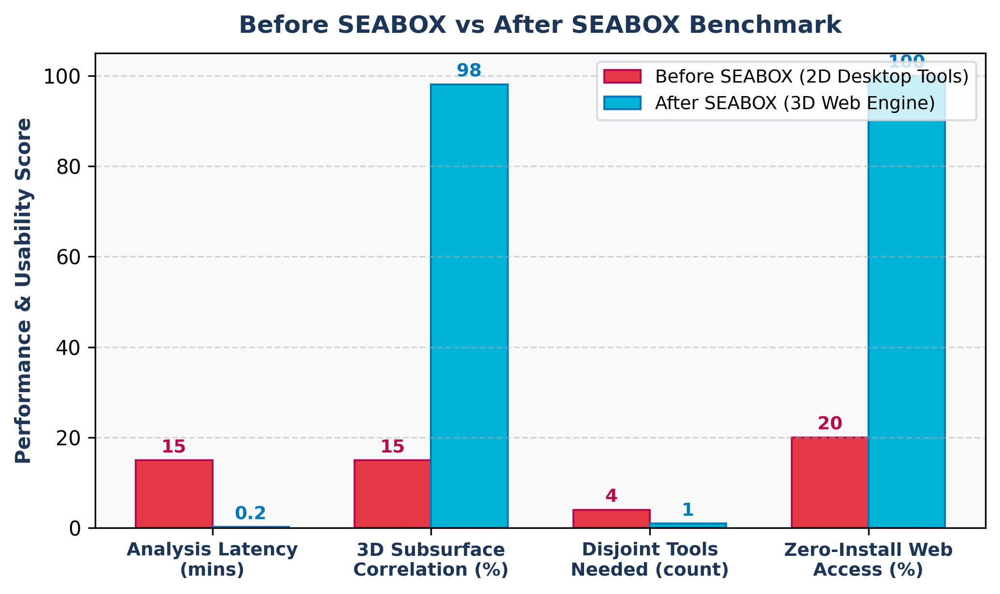 Before SEABOX vs After SEABOX Benchmark
Performance & Usability Score
100
80
60
40
20
0
Before SEABOX (2D Desktop Tools)
After SEABOX (3D Web Engine)
15
0.2
15
98
4
1
20
100
Analysis Latency
(mins)
3D Subsurface
Correlation (%)
Disjoint Tools
Needed (count)
Zero-Install Web
Access (%)